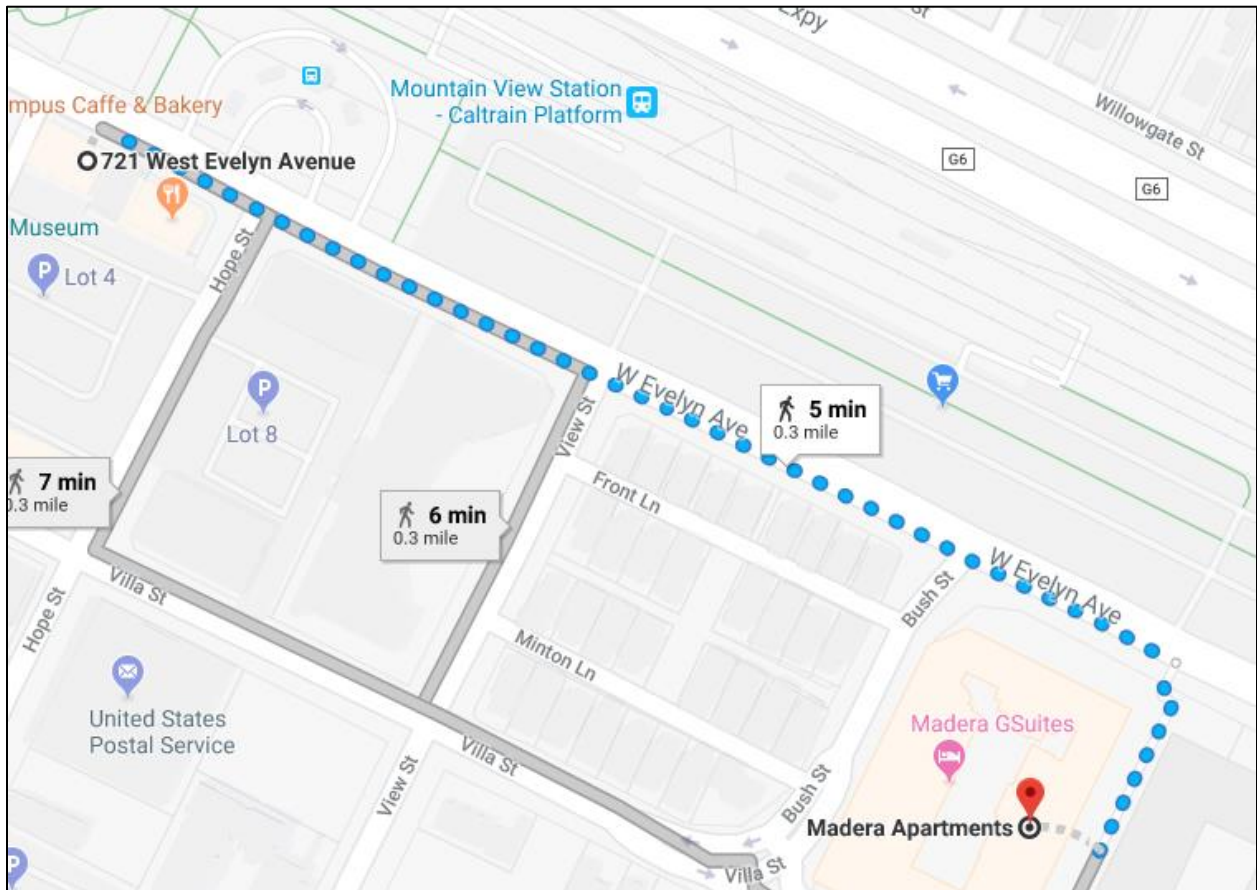 Expy
St
Mountain View Station
- Caltrain Platform
mpus Caffe & Bakery
Willowgate St
G6
G6
721 West Evelyn Avenue
Museum
Hope St
Lot 4
P
P
Lot 8
W Evelyn Ave
5 min
0.3 mile
View St
7 min
0.3 mile
6 min
0.3 mile
Front Ln
W Evelyn Ave
Villa St
Hope St
Bush St
Minton Ln
United States
Postal Service
Madera GSuites
Villa St
View St
Bush St
Madera Apartments
P
Villa St